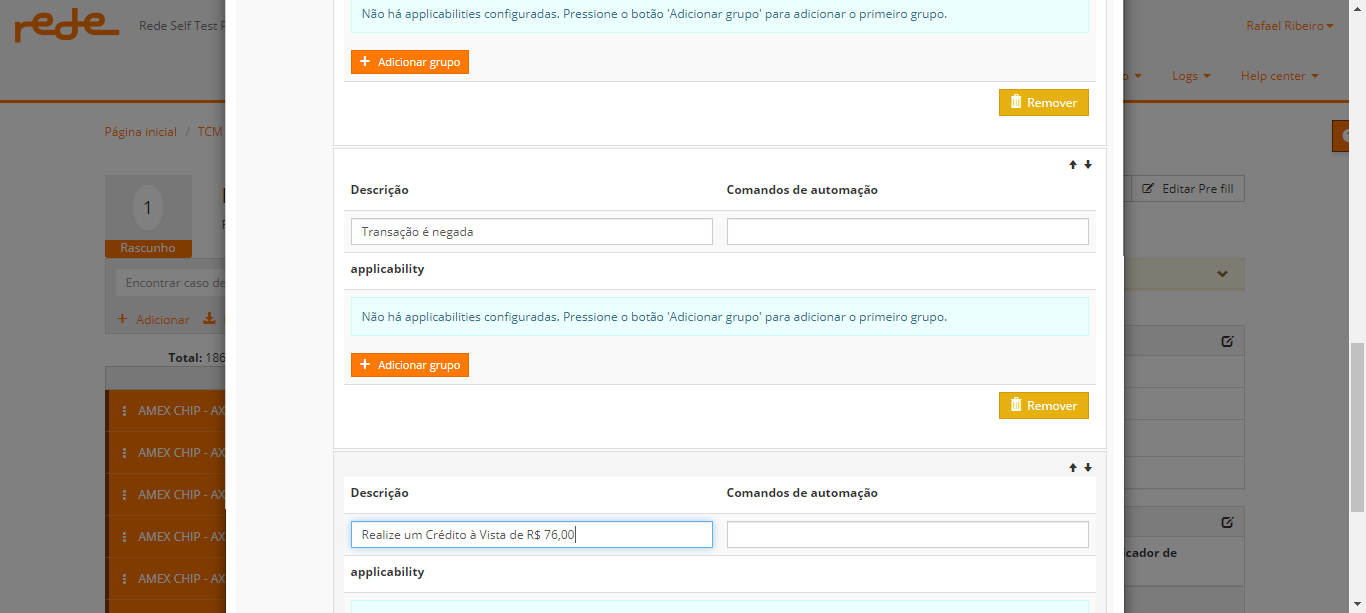 rede
Rede Self Test
Rafael Ribeiro
Logs
Help center
Página inicial / TCM
Editar Pre fill
1
Rascunho
Encontrar caso de
Adicionar
Total: 186
AMEX CHIP - AX
AMEX CHIP - AX
AMEX CHIP - AX
AMEX CHIP - AX
AMEX CHIP - AX
Não há applicabilities configuradas. Pressione o botão 'Adicionar grupo' para adicionar o primeiro grupo.
+ Adicionar grupo
Remover
Descrição
Comandos de automação
Transação é negada
applicability
Não há applicabilities configuradas. Pressione o botão 'Adicionar grupo' para adicionar o primeiro grupo.
+ Adicionar grupo
Remover
Descrição
Comandos de automação
Realize um Crédito à Vista de R$ 76,00
applicability
cador de